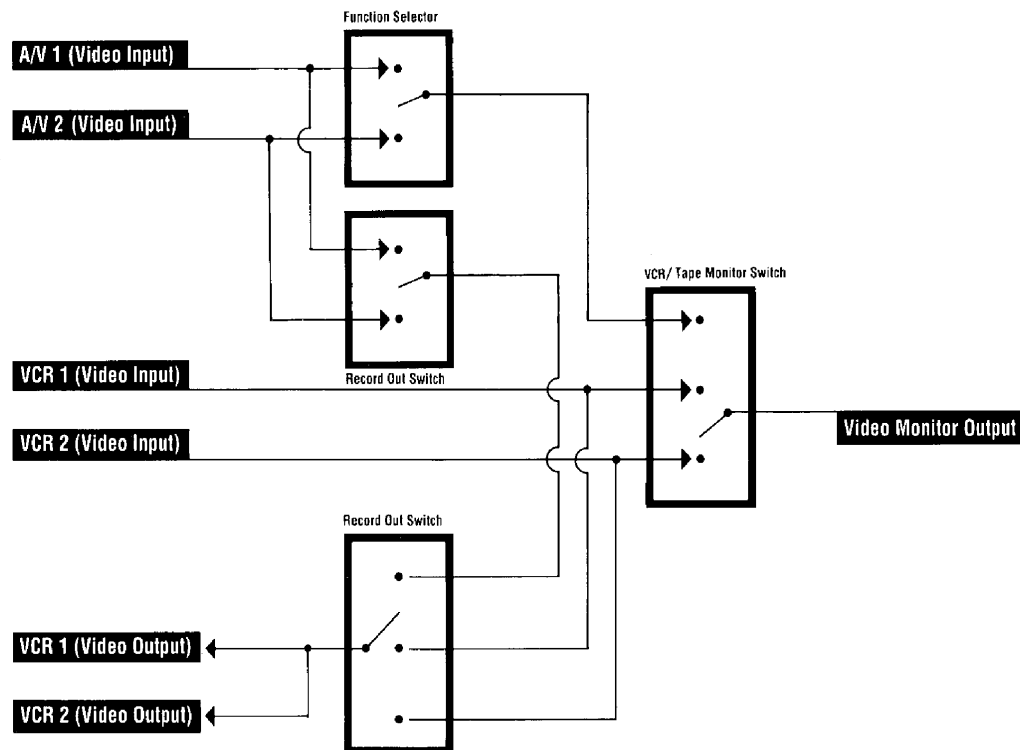 Function Selector
A/V 1 (Video Input)
A/V 2 (Video Input)
VCR/ Tape Monitor Switch
VCR 1 (Video Input)
Record Out Switch
Video Monitor Output
VCR 2 (Video Input)
Record Out Switch
VCR 1 (Video Output)
VCR 2 (Video Output)